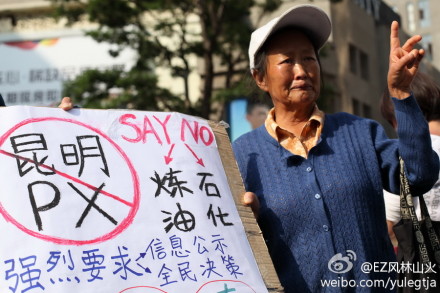 昆明
PX
SAY NO
炼 石
油 化
强烈要求
信息公示
全民决策
@EZ风林山火
weibo.com/yulegtja